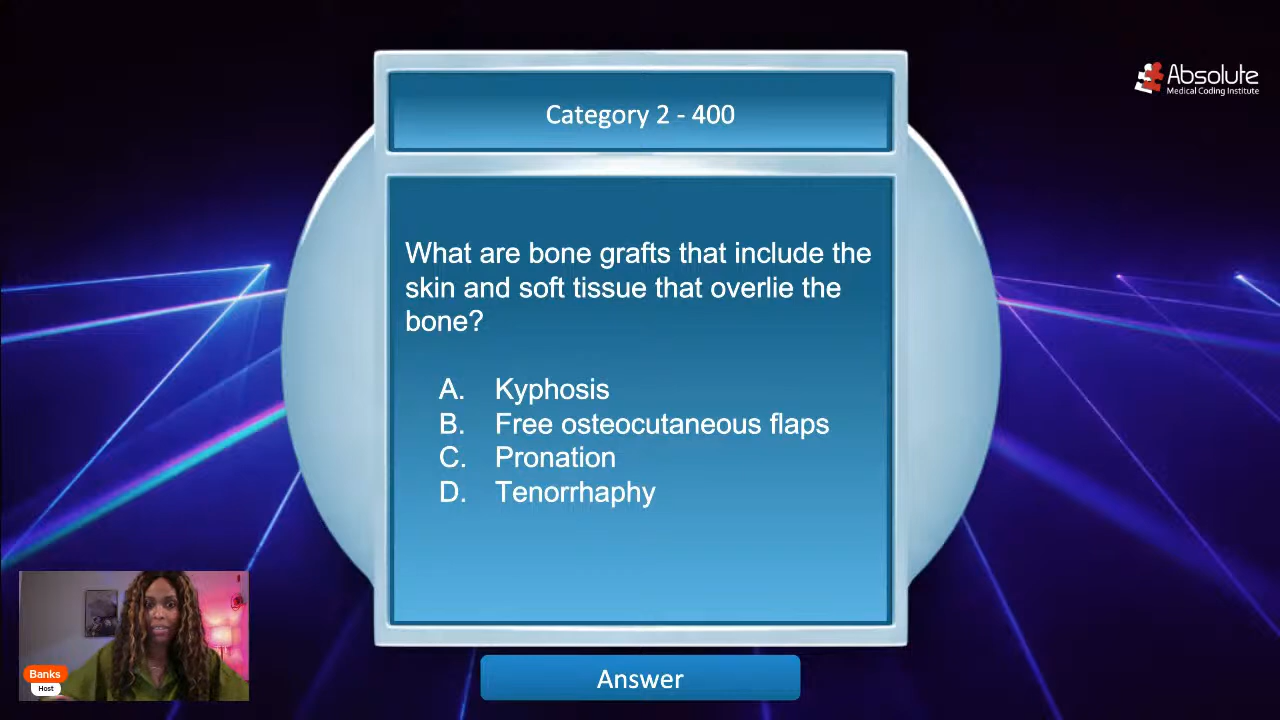 Absolute
Medical Coding Institute
Category 2 - 400
What are bone grafts that include the
skin and soft tissue that overlie the
bone?
A. Kyphosis
B. Free osteocutaneous flaps
C. Pronation
D. Tenorrhaphy
Banks
Host
Answer